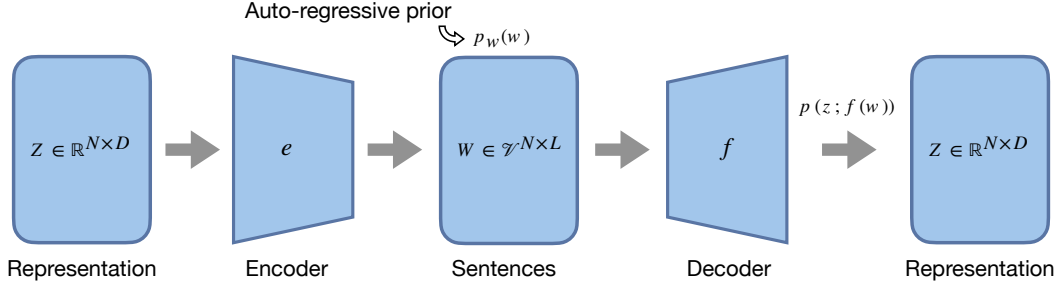 Auto-regressive prior
p_W(w)
Z ∈ ℝ^{N×D}
e
W ∈ 𝒱^{N×L}
f
p(z; f(w))
Z ∈ ℝ^{N×D}
Representation
Encoder
Sentences
Decoder
Representation